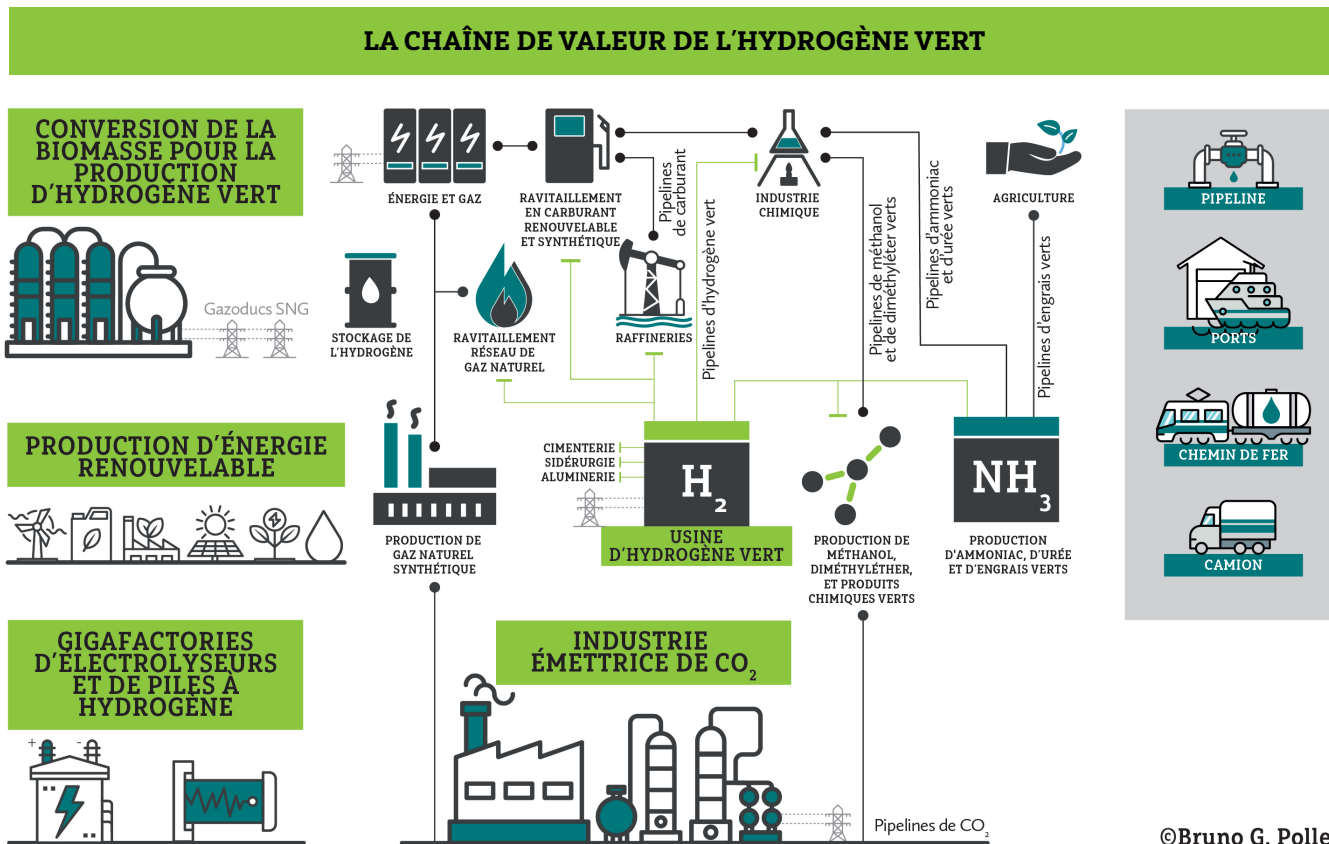 LA CHAÎNE DE VALEUR DE L'HYDROGÈNE VERT
CONVERSION DE LA
BIOMASSE POUR LA
PRODUCTION
D'HYDROGÈNE VERT
Gazoducs SNG
PRODUCTION D'ÉNERGIE
RENOUVELABLE
GIGAFACTORIES
D'ÉLECTROLYSEURS
ET DE PILES À
HYDROGÈNE
+ -
ÉNERGIE ET GAZ
RAVITAILLEMENT
EN CARBURANT
RENOUVELABLE
ET SYNTHÉTIQUE
Pipelines
de carburant
INDUSTRIE
CHIMIQUE
AGRICULTURE
STOCKAGE DE
L'HYDROGÈNE
RAVITAILLEMENT
RÉSEAU DE
GAZ NATUREL
RAFFINERIES
Pipelines d'hydrogène vert
Pipelines de méthanol
et de diméthyléter verts
Pipelines d'ammoniac
et d'urée verts
Pipelines d'engrais verts
CIMENTERIE
SIDÉRURGIE
ALUMINERIE
H2
USINE
D'HYDROGÈNE VERT
NH3
PRODUCTION DE
GAZ NATUREL
SYNTHÉTIQUE
PRODUCTION DE
MÉTHANOL,
DIMÉTHYLÉTHER,
ET PRODUITS
CHIMIQUES VERTS
PRODUCTION
D'AMMONIAC, D'URÉE
ET D'ENGRAIS VERTS
INDUSTRIE
ÉMETTRICE DE CO2
Pipelines de CO2
PIPELINE
PORTS
CHEMIN DE FER
CAMION
©Bruno G. Polle